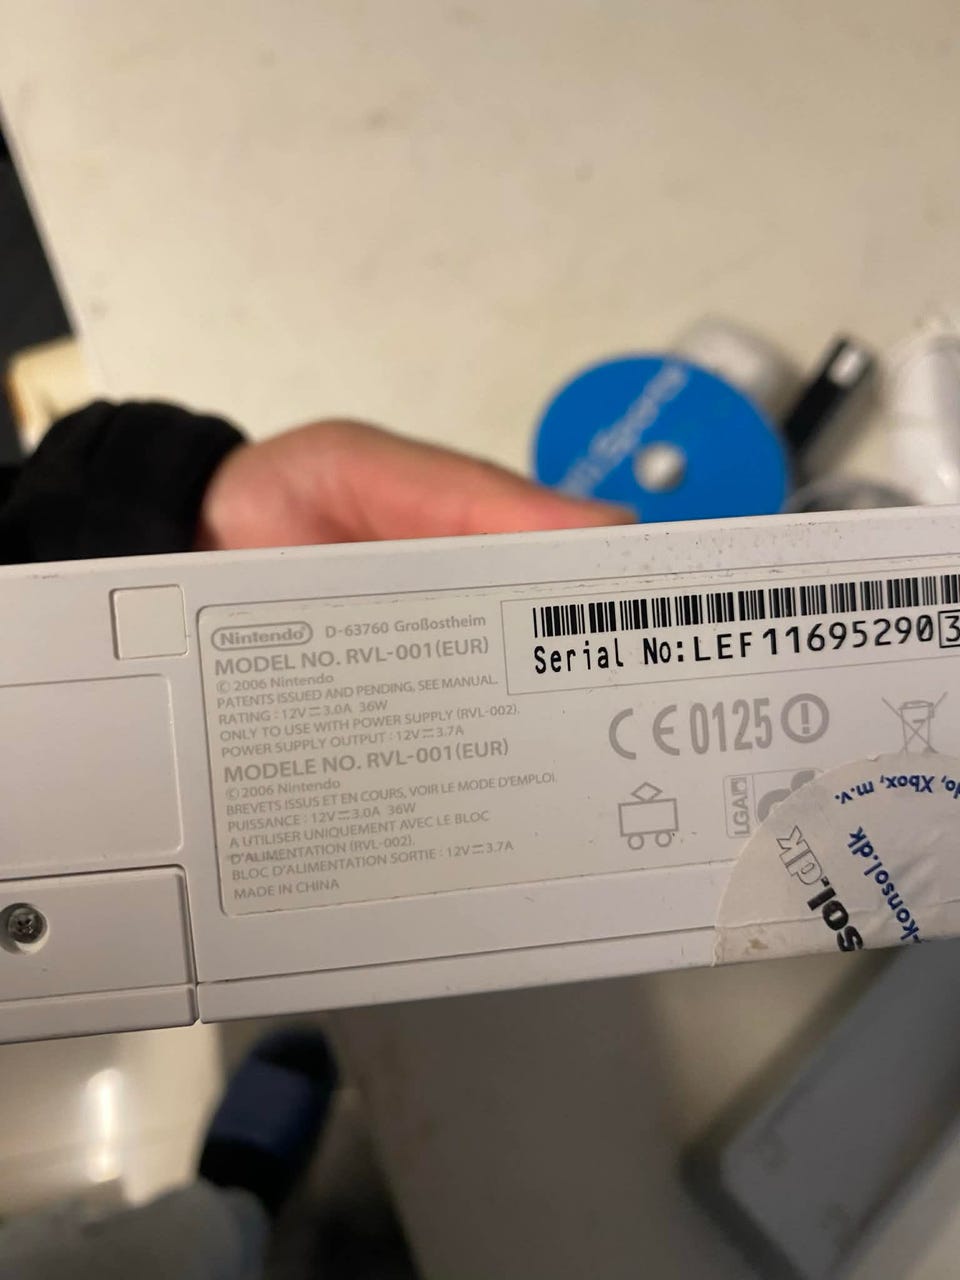 Sports
Nintendo D-63760 Großostheim
MODEL NO. RVL-001(EUR)
© 2006 Nintendo
PATENTS ISSUED AND PENDING, SEE MANUAL.
RATING : 12V⎓3.0A 36W
ONLY TO USE WITH POWER SUPPLY (RVL-002).
POWER SUPPLY OUTPUT : 12V⎓3.7A
MODELE NO. RVL-001(EUR)
© 2006 Nintendo
BREVETS ISSUS ET EN COURS, VOIR LE MODE D'EMPLOI.
PUISSANCE : 12V⎓3.0A 36W
A UTILISER UNIQUEMENT AVEC LE BLOC
D'ALIMENTATION (RVL-002).
BLOC D'ALIMENTATION SORTIE : 12V⎓3.7A
MADE IN CHINA
Serial No:LEF116952903
CE0125
LGA
o, Xbox, m.v.
sol.dk
-konsol.dk